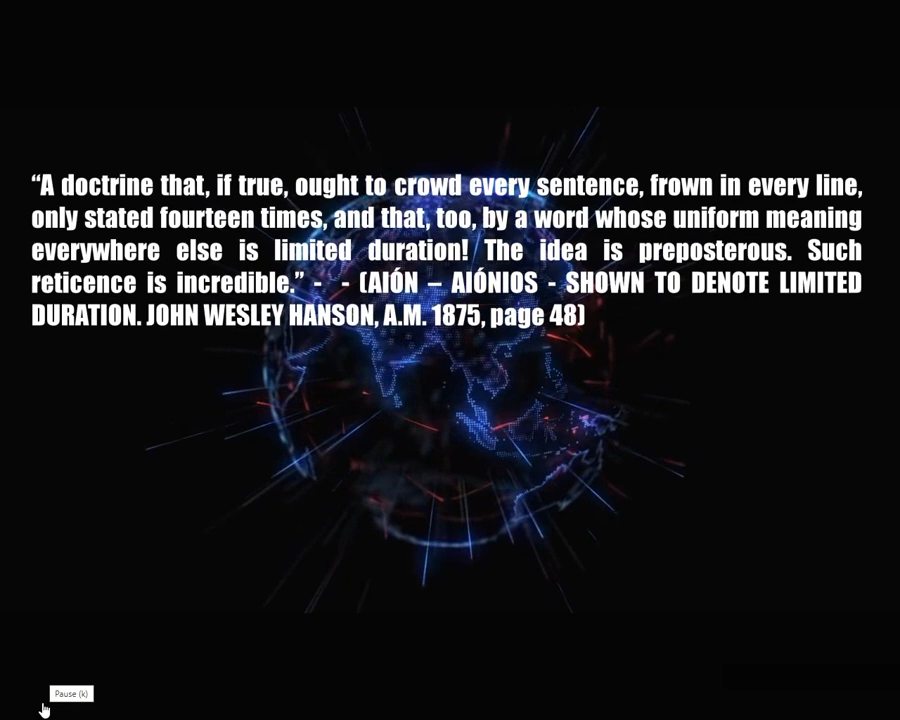 “A doctrine that, if true, ought to crowd every sentence, frown in every line,
only stated fourteen times, and that, too, by a word whose uniform meaning
everywhere else is limited duration! The idea is preposterous. Such
reticence is incredible.” - - (AIÓN – AIÓNIOS - SHOWN TO DENOTE LIMITED
DURATION. JOHN WESLEY HANSON, A.M. 1875, page 48)
Pause (k)